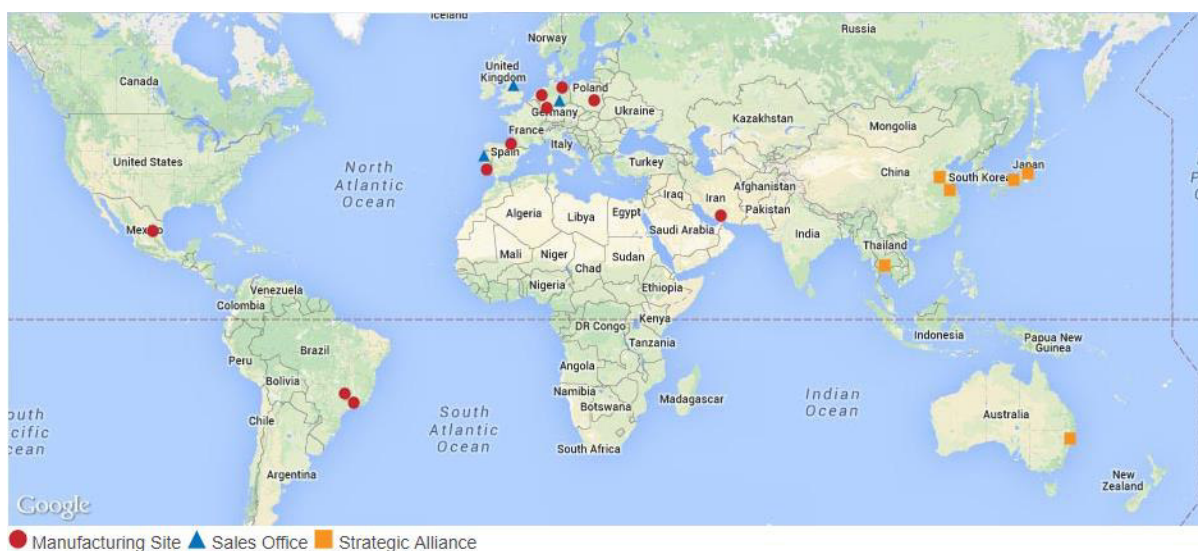 Iceland
Russia
Norway
Canada
United
Kingdom
Poland
Germany
Ukraine
Kazakhstan
Mongolia
France
Italy
Spain
Turkey
United States
North
Atlantic
Ocean
China
South Korea
Japan
Afghanistan
Iraq
Iran
Pakistan
Algeria
Libya
Egypt
Saudi Arabia
India
Mexico
Mali
Niger
Sudan
Chad
Thailand
Nigeria
Ethiopia
Venezuela
Colombia
Kenya
DR Congo
Indonesia
Papua New
Guinea
Tanzania
Brazil
Peru
Angola
Bolivia
Namibia
Botswana
Madagascar
Indian
Ocean
Australia
Chile
South
Atlantic
Ocean
outh
cific
cean
South Africa
Argentina
New
Zealand
Google
Manufacturing Site Sales Office Strategic Alliance